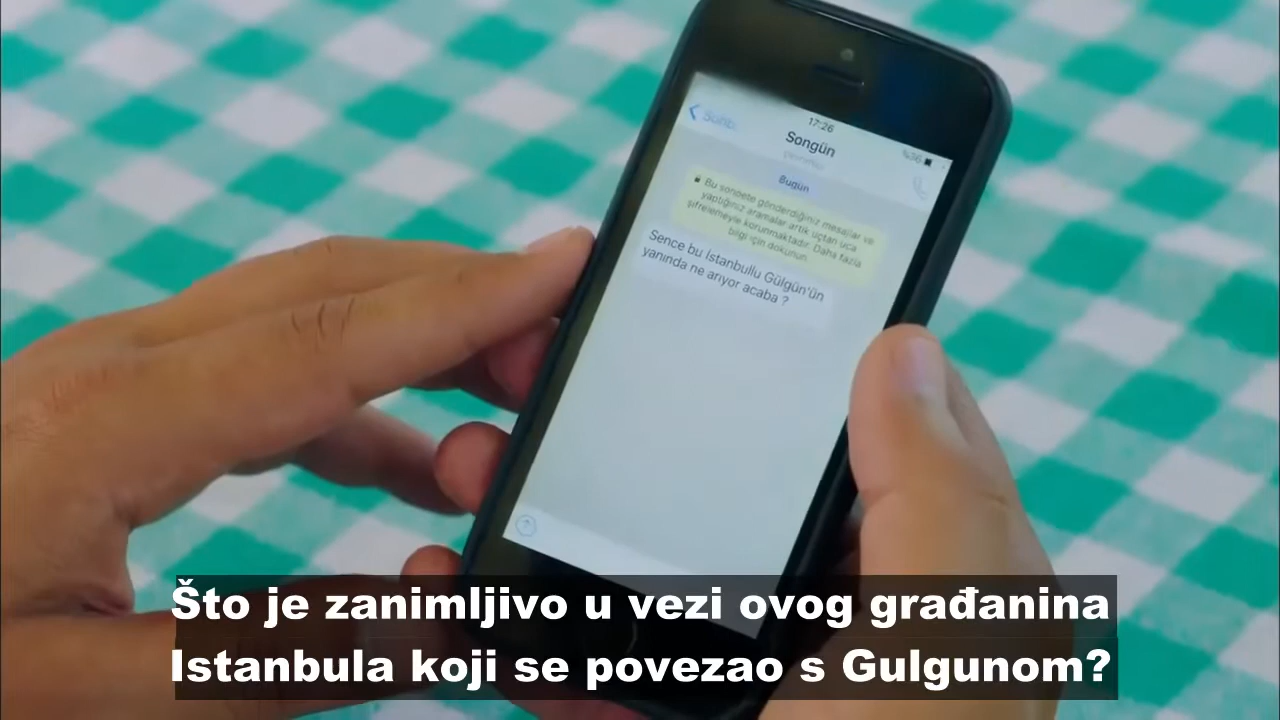 17:26
Sohb.
Songün
%36
Bugün
Bu sohbete gönderdiğiniz mesajlar ve
yaptığınız aramalar artık uçtan uca
şifrelemeyle korunmaktadır. Daha fazla
bilgi için dokunun.
Sence bu İstanbullu Gülgün'ün
yanında ne arıyor acaba ?
Što je zanimljivo u vezi ovog građanina
Istanbula koji se povezao s Gulgunom?